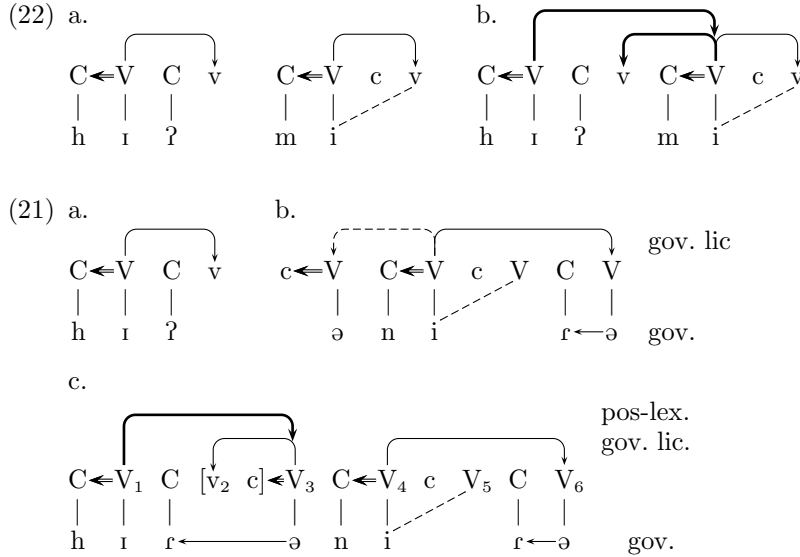 (22) a. b.
C V C v C V c v C V C v C V c v
h ɪ ʔ m i h ɪ ʔ m i
(21) a. b.
gov. lic
C V C v c V C V c V C V
h ɪ ʔ ə n i ɾ ə gov.
c.
pos-lex.
gov. lic.
C V₁ C [v₂ c] V₃ C V₄ c V₅ C V₆
h ɪ ɾ ə n i ɾ ə gov.